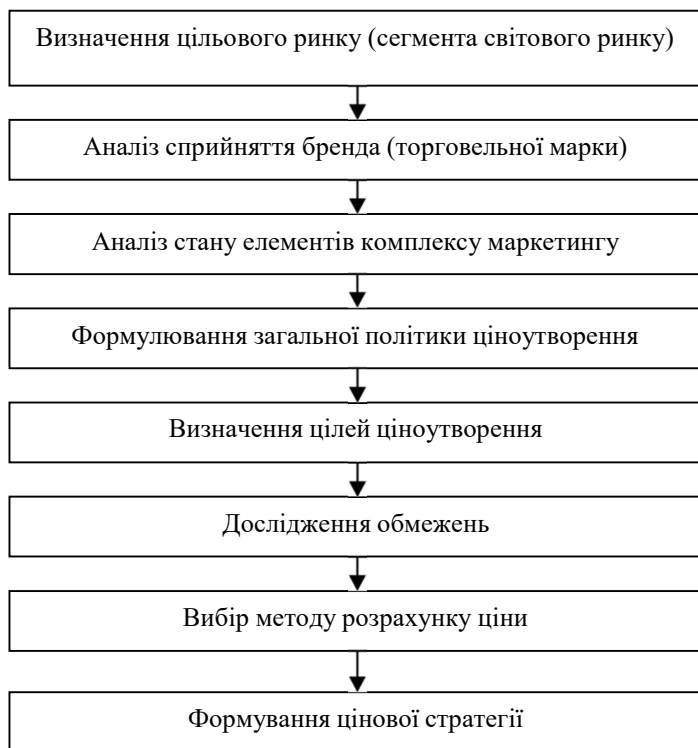 Визначення цільового ринку (сегмента світового ринку)
Аналіз сприйняття бренда (торговельної марки)
Аналіз стану елементів комплексу маркетингу
Формулювання загальної політики ціноутворення
Визначення цілей ціноутворення
Дослідження обмежень
Вибір методу розрахунку ціни
Формування цінової стратегії